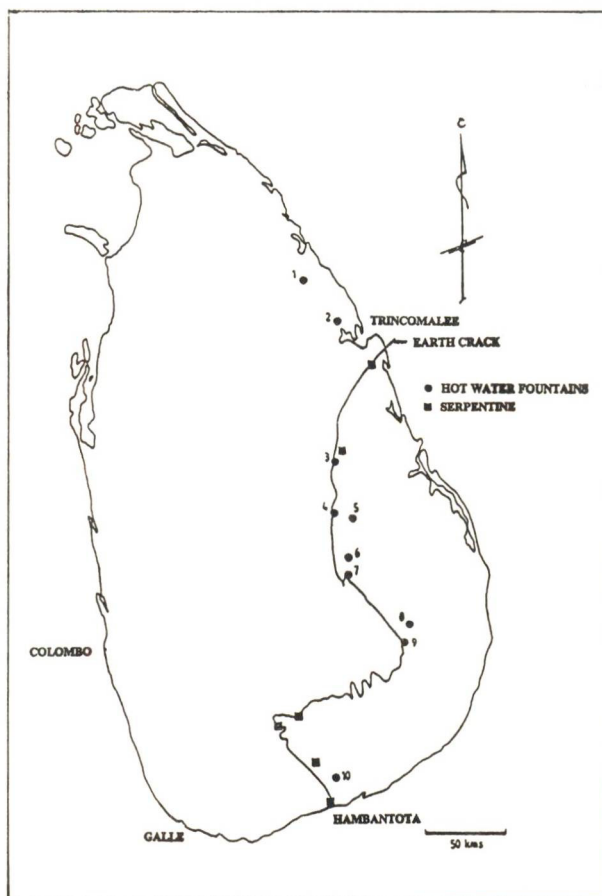 1
2
TRINCOMALEE
EARTH CRACK
HOT WATER FOUNTAINS
SERPENTINE
3
4
5
6
7
8
COLOMBO
9
10
HAMBANTOTA
GALLE
50 kms